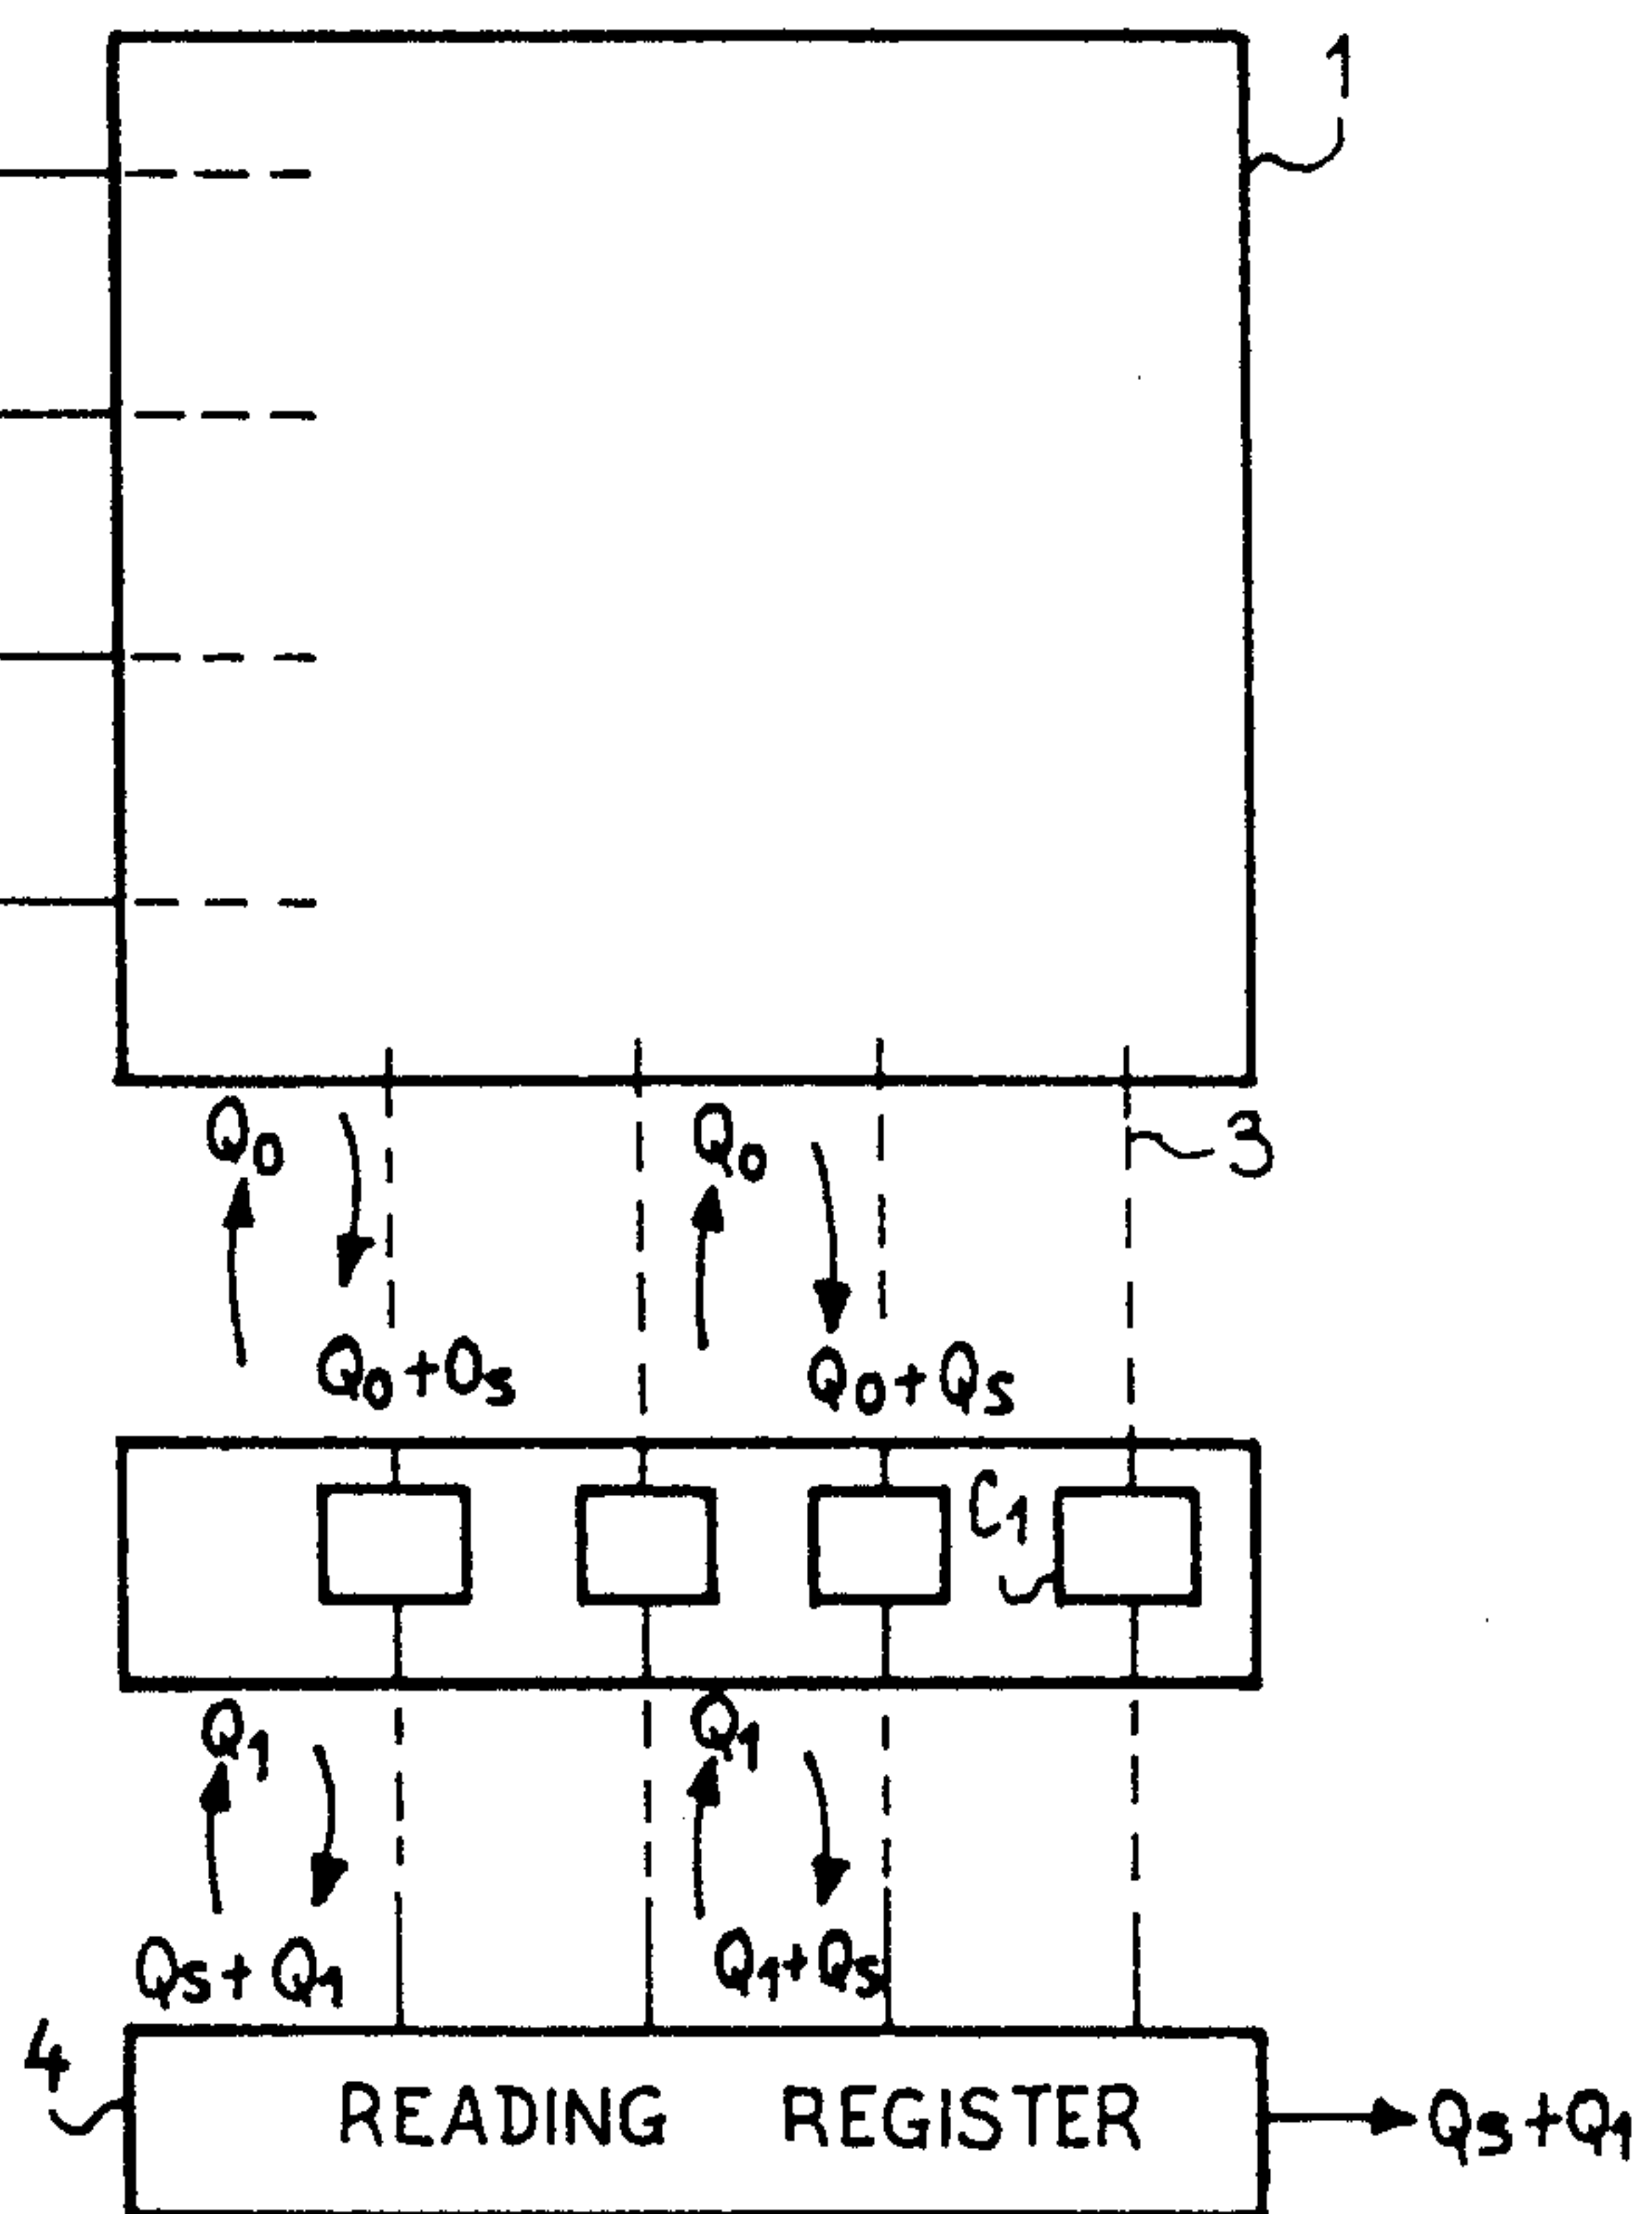 1
Q0 Q0 3
Q0+Os Q0+Qs
C1
Q1 Q1
Qs+Q1 Q1+Qs
4
READING REGISTER Qs+Q1